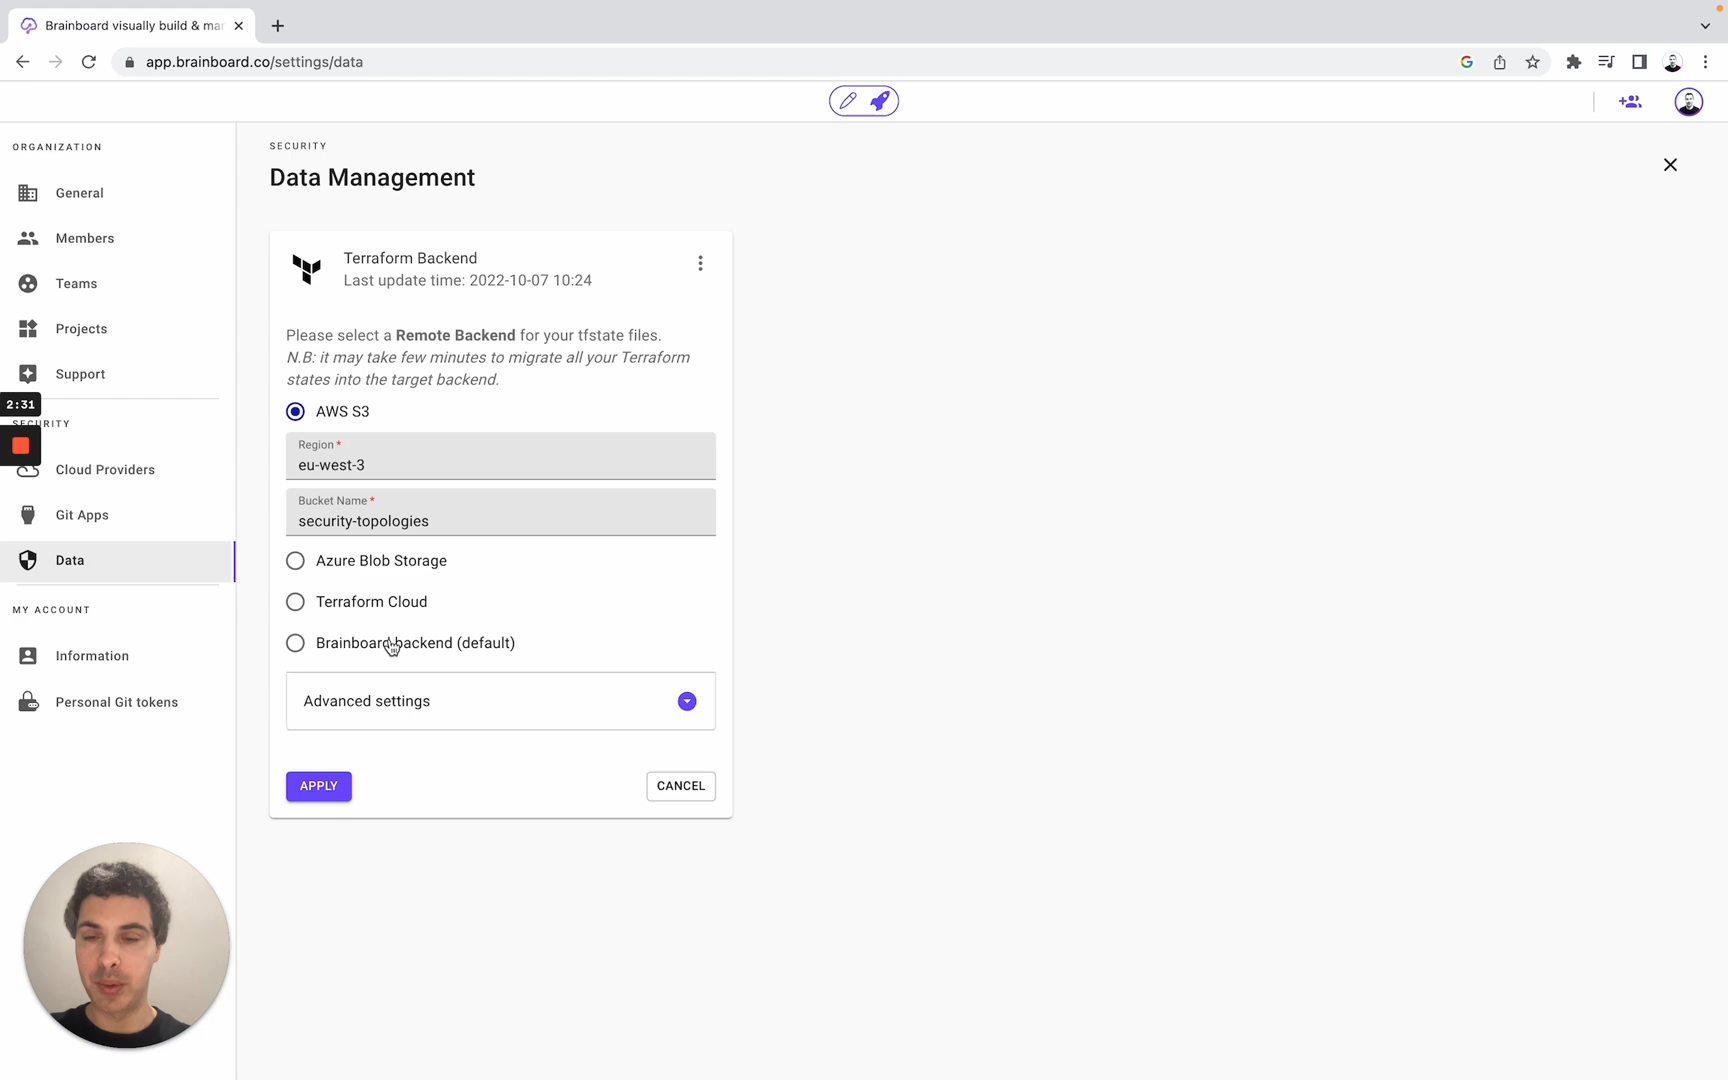 Brainboard visually build & ma
app.brainboard.co/settings/data
ORGANIZATION
General
Members
Teams
Projects
Support
2:31
SECURITY
Cloud Providers
Git Apps
Data
MY ACCOUNT
Information
Personal Git tokens
SECURITY
Data Management
Terraform Backend
Last update time: 2022-10-07 10:24
Please select a Remote Backend for your tfstate files.
N.B: it may take few minutes to migrate all your Terraform
states into the target backend.
AWS S3
Region *
eu-west-3
Bucket Name *
security-topologies
Azure Blob Storage
Terraform Cloud
Brainboard backend (default)
Advanced settings
APPLY
CANCEL